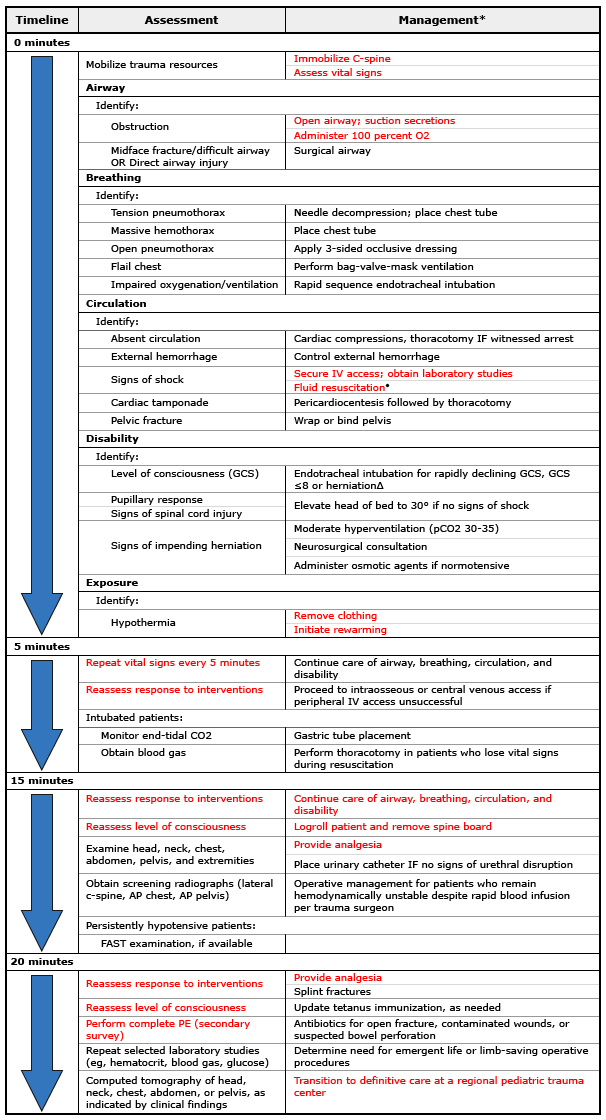 Timeline Assessment Management*
0 minutes
Mobilize trauma resources
Immobilize C-spine
Assess vital signs
Airway
Identify:
Obstruction
Open airway; suction secretions
Administer 100 percent O2
Midface fracture/difficult airway
OR Direct airway injury
Surgical airway
Breathing
Identify:
Tension pneumothorax
Needle decompression; place chest tube
Massive hemothorax
Place chest tube
Open pneumothorax
Apply 3-sided occlusive dressing
Flail chest
Perform bag-valve-mask ventilation
Impaired oxygenation/ventilation
Rapid sequence endotracheal intubation
Circulation
Identify:
Absent circulation
Cardiac compressions, thoracotomy IF witnessed arrest
External hemorrhage
Control external hemorrhage
Signs of shock
Secure IV access; obtain laboratory studies
Fluid resuscitation•
Cardiac tamponade
Pericardiocentesis followed by thoracotomy
Pelvic fracture
Wrap or bind pelvis
Disability
Identify:
Level of consciousness (GCS)
Endotracheal intubation for rapidly declining GCS, GCS
≤8 or herniationΔ
Pupillary response
Signs of spinal cord injury
Elevate head of bed to 30º if no signs of shock
Signs of impending herniation
Moderate hyperventilation (pCO2 30-35)
Neurosurgical consultation
Administer osmotic agents if normotensive
Exposure
Identify:
Hypothermia
Remove clothing
Initiate rewarming
5 minutes
Repeat vital signs every 5 minutes
Continue care of airway, breathing, circulation, and
disability
Reassess response to interventions
Proceed to intraosseous or central venous access if
peripheral IV access unsuccessful
Intubated patients:
Monitor end-tidal CO2
Gastric tube placement
Obtain blood gas
Perform thoracotomy in patients who lose vital signs
during resuscitation
15 minutes
Reassess response to interventions
Continue care of airway, breathing, circulation, and
disability
Reassess level of consciousness
Logroll patient and remove spine board
Examine head, neck, chest,
abdomen, pelvis, and extremities
Provide analgesia
Place urinary catheter IF no signs of urethral disruption
Obtain screening radiographs (lateral
c-spine, AP chest, AP pelvis)
Operative management for patients who remain
hemodynamically unstable despite rapid blood infusion
per trauma surgeon
Persistently hypotensive patients:
FAST examination, if available
20 minutes
Reassess response to interventions
Provide analgesia
Splint fractures
Reassess level of consciousness
Update tetanus immunization, as needed
Perform complete PE (secondary
survey)
Antibiotics for open fracture, contaminated wounds, or
suspected bowel perforation
Repeat selected laboratory studies
(eg, hematocrit, blood gas, glucose)
Determine need for emergent life or limb-saving operative
procedures
Computed tomography of head,
neck, chest, abdomen, or pelvis, as
indicated by clinical findings
Transition to definitive care at a regional pediatric trauma
center